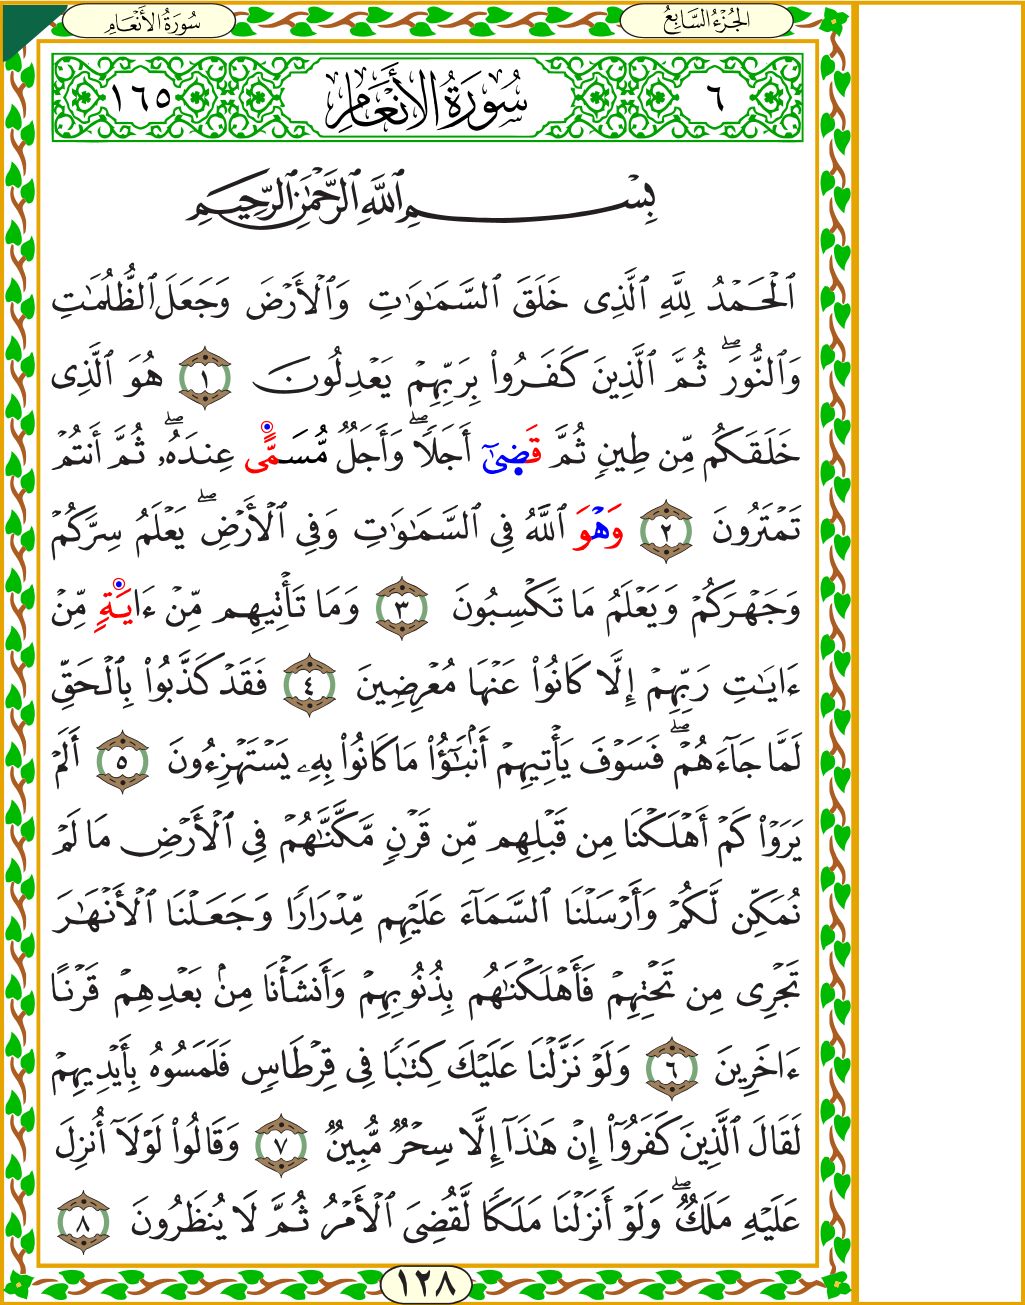 الجُزْءُ السَّابِعُ
سُورَةُ الأَنْعَامِ
٦
سُورَةُ الأَنْعَامِ
١٦٥
بِسْمِ ٱللَّهِ ٱلرَّحْمَٰنِ ٱلرَّحِيمِ
ٱلْحَمْدُ لِلَّهِ ٱلَّذِى خَلَقَ ٱلسَّمَٰوَٰتِ وَٱلْأَرْضَ وَجَعَلَ ٱلظُّلُمَٰتِ
وَٱلنُّورَ ۖ ثُمَّ ٱلَّذِينَ كَفَرُوا۟ بِرَبِّهِمْ يَعْدِلُونَ ١ هُوَ ٱلَّذِى
خَلَقَكُم مِّن طِينٍ ثُمَّ قَضَىٰٓ أَجَلًا ۖ وَأَجَلٌ مُّسَمًّى عِندَهُۥ ۖ ثُمَّ أَنتُمْ
تَمْتَرُونَ ٢ وَهْوَ ٱللَّهُ فِى ٱلسَّمَٰوَٰتِ وَفِى ٱلْأَرْضِ ۖ يَعْلَمُ سِرَّكُمْ
وَجَهْرَكُمْ وَيَعْلَمُ مَا تَكْسِبُونَ ٣ وَمَا تَأْتِيهِم مِّنْ ءَايَةٍ مِّنْ
ءَايَٰتِ رَبِّهِمْ إِلَّا كَانُوا۟ عَنْهَا مُعْرِضِينَ ٤ فَقَدْ كَذَّبُوا۟ بِٱلْحَقِّ
لَمَّا جَآءَهُمْ ۖ فَسَوْفَ يَأْتِيهِمْ أَنۢبَٰٓؤُا۟ مَا كَانُوا۟ بِهِۦ يَسْتَهْزِءُونَ ٥ أَلَمْ
يَرَوْا۟ كَمْ أَهْلَكْنَا مِن قَبْلِهِم مِّن قَرْنٍ مَّكَّنَّٰهُمْ فِى ٱلْأَرْضِ مَا لَمْ
نُمَكِّن لَّكُمْ وَأَرْسَلْنَا ٱلسَّمَآءَ عَلَيْهِم مِّدْرَارًا وَجَعَلْنَا ٱلْأَنْهَٰرَ
تَجْرِى مِن تَحْتِهِمْ فَأَهْلَكْنَٰهُم بِذُنُوبِهِمْ وَأَنشَأْنَا مِنۢ بَعْدِهِمْ قَرْنًا
ءَاخَرِينَ ٦ وَلَوْ نَزَّلْنَا عَلَيْكَ كِتَٰبًا فِى قِرْطَاسٍ فَلَمَسُوهُ بِأَيْدِيهِمْ
لَقَالَ ٱلَّذِينَ كَفَرُوٓا۟ إِنْ هَٰذَآ إِلَّا سِحْرٌ مُّبِينٌ ٧ وَقَالُوا۟ لَوْلَآ أُنزِلَ
عَلَيْهِ مَلَكٌ ۖ وَلَوْ أَنزَلْنَا مَلَكًا لَّقُضِىَ ٱلْأَمْرُ ثُمَّ لَا يُنظَرُونَ ٨
١٢٨